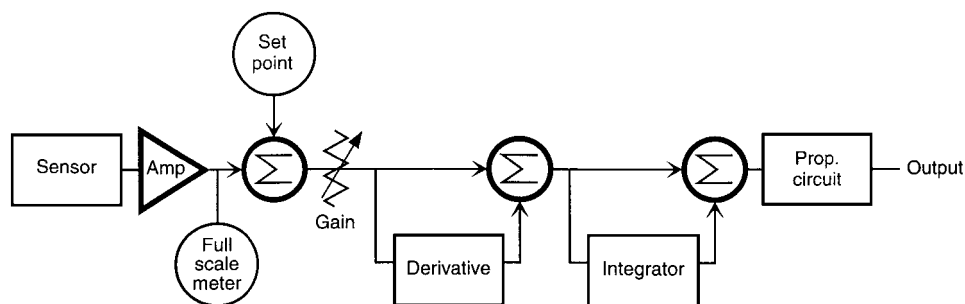 Set
point
Sensor
Amp
Σ
Gain
Full
scale
meter
Derivative
Σ
Integrator
Σ
Prop.
circuit
Output